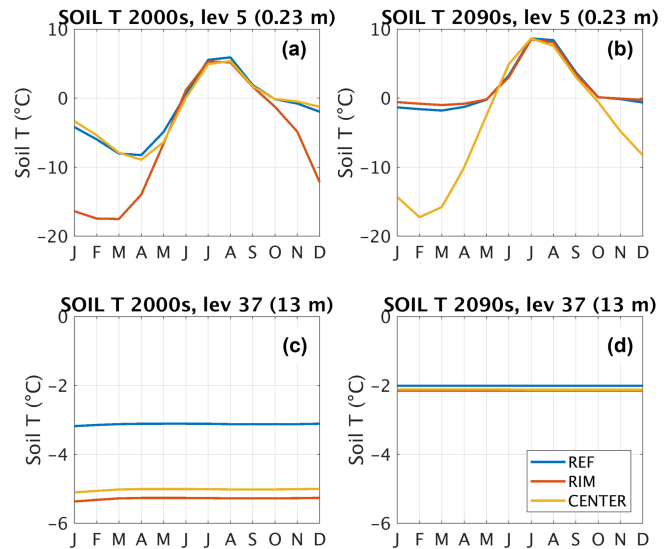 SOIL T 2000s, lev 5 (0.23 m)
(a)
Soil T (°C)
10
0
−10
−20
J F M A M J J A S O N D
SOIL T 2090s, lev 5 (0.23 m)
(b)
Soil T (°C)
10
0
−10
−20
J F M A M J J A S O N D
SOIL T 2000s, lev 37 (13 m)
(c)
Soil T (°C)
0
−2
−4
−6
J F M A M J J A S O N D
SOIL T 2090s, lev 37 (13 m)
(d)
Soil T (°C)
0
−2
−4
−6
REF
RIM
CENTER
J F M A M J J A S O N D